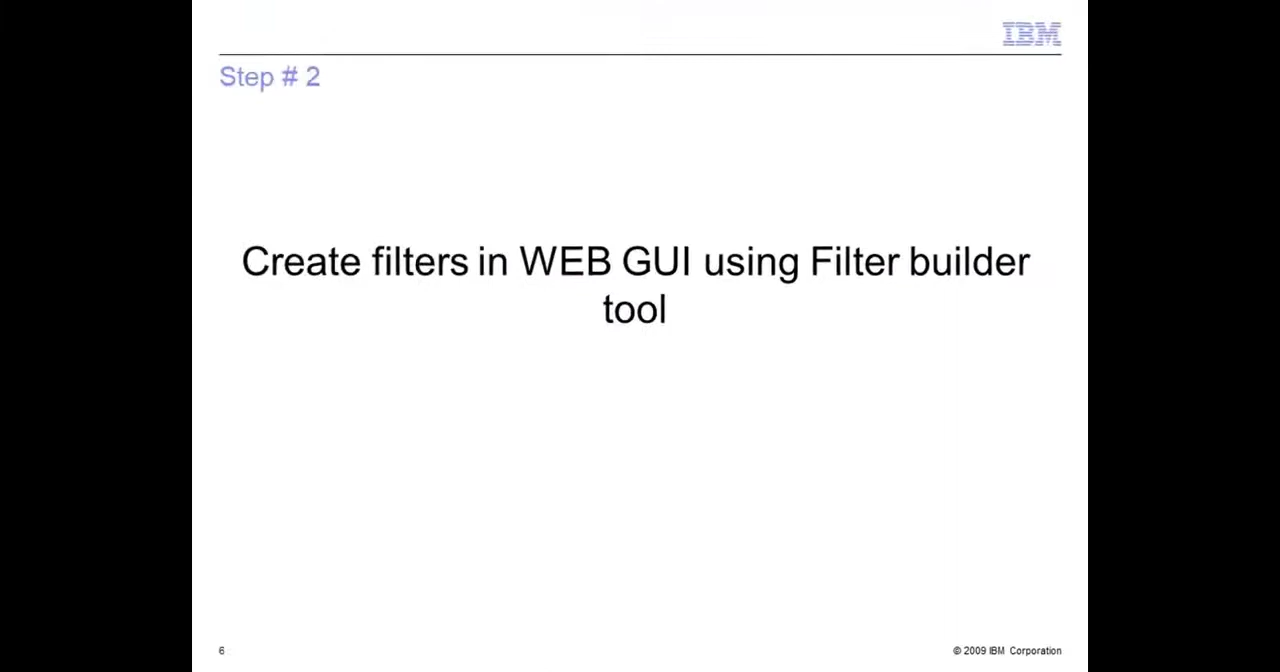 IBM
Step # 2
Create filters in WEB GUI using Filter builder
tool
6
© 2009 IBM Corporation